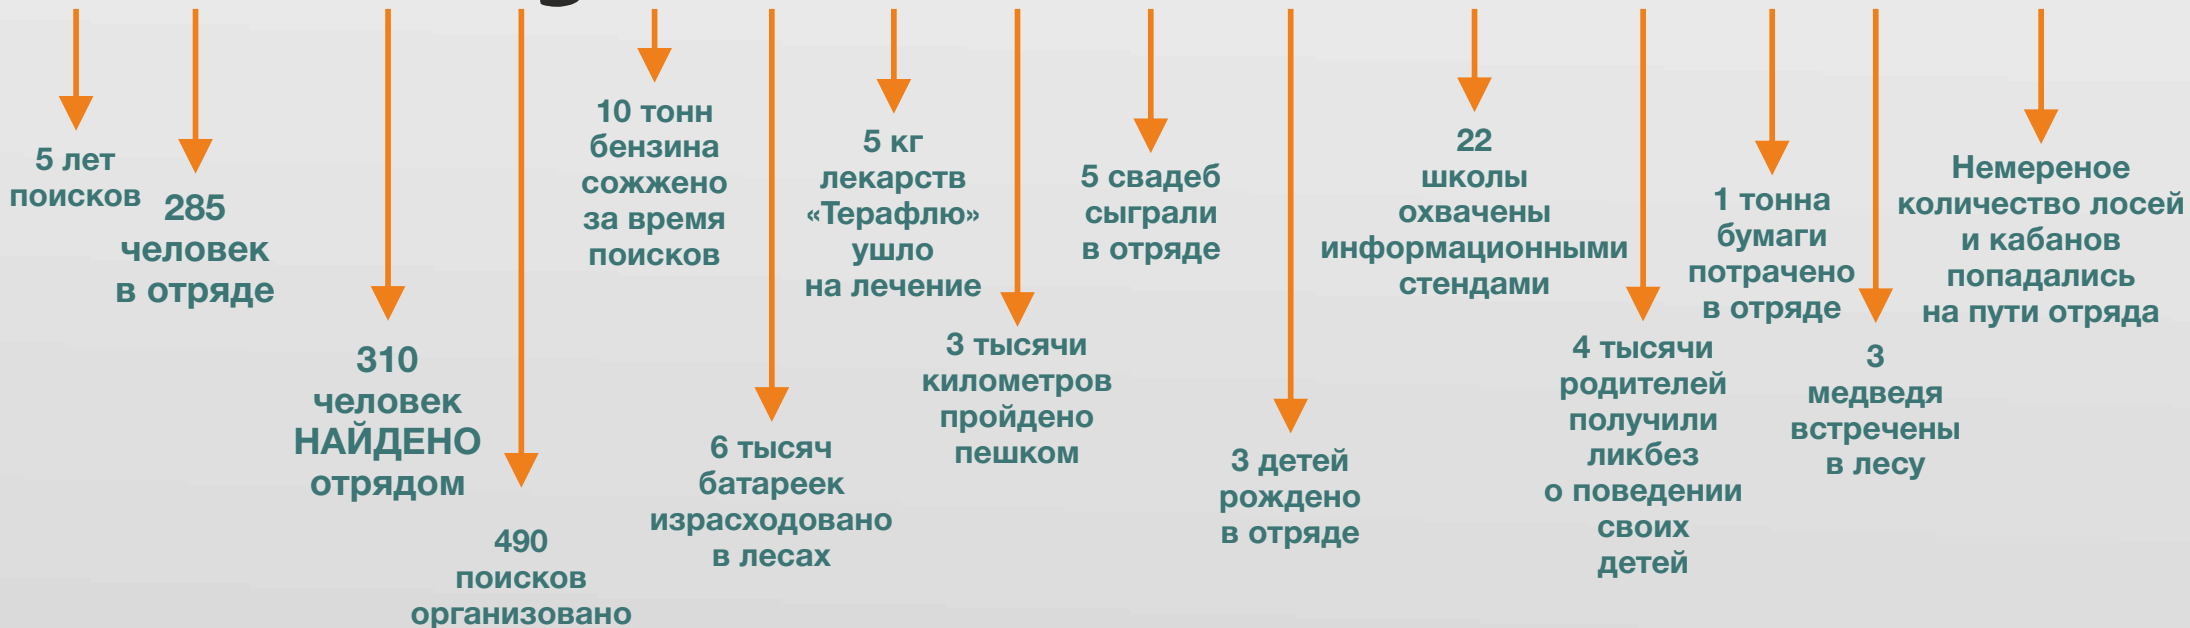 5 лет
поисков
285
человек
в отряде
310
человек
НАЙДЕНО
отрядом
490
поисков
организовано
10 тонн
бензина
сожжено
за время
поисков
6 тысяч
батареек
израсходовано
в лесах
5 кг
лекарств
«Терафлю»
ушло
на лечение
3 тысячи
километров
пройдено
пешком
5 свадеб
сыграли
в отряде
3 детей
рождено
в отряде
22
школы
охвачены
информационными
стендами
4 тысячи
родителей
получили
ликбез
о поведении
своих
детей
1 тонна
бумаги
потрачено
в отряде
3
медведя
встречены
в лесу
Немереное
количество лосей
и кабанов
попадались
на пути отряда